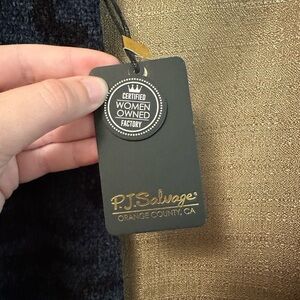 CERTIFIED
WOMEN
OWNED
FACTORY
P.J. Salvage®
ORANGE COUNTY, CA